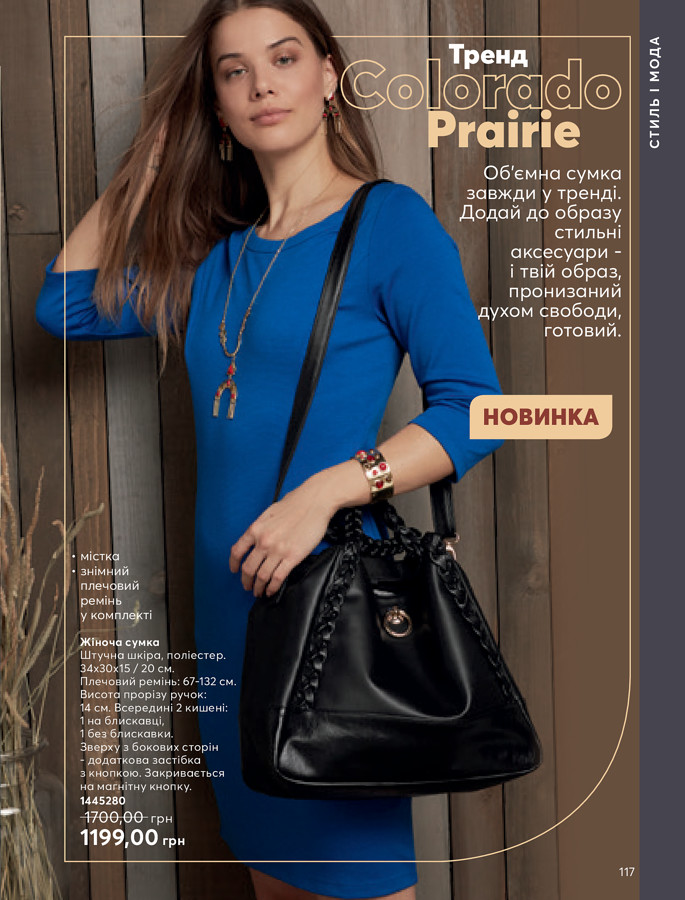 СТИЛЬ І МОДА
Тренд
Colorado
Prairie
Об’ємна сумка
завжди у тренді.
Додай до образу
стильні
аксесуари -
і твій образ,
пронизаний
духом свободи,
готовий.
НОВИНКА
• містка
• знімний
плечовий
ремінь
у комплекті
Жіноча сумка
Штучна шкіра, поліестер.
34x30x15 / 20 см.
Плечовий ремінь: 67-132 см.
Висота прорізу ручок:
14 см. Всередині 2 кишені:
1 на блискавці,
1 без блискавки.
Зверху з бокових сторін
- додаткова застібка
з кнопкою. Закривається
на магнітну кнопку.
1445280
1700,00 грн
1199,00 грн
117